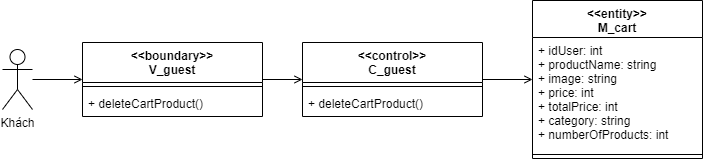 Khách
<<boundary>>
V_guest
+ deleteCartProduct()
<<control>>
C_guest
+ deleteCartProduct()
<<entity>>
M_cart
+ idUser: int
+ productName: string
+ image: string
+ price: int
+ totalPrice: int
+ category: string
+ numberOfProducts: int